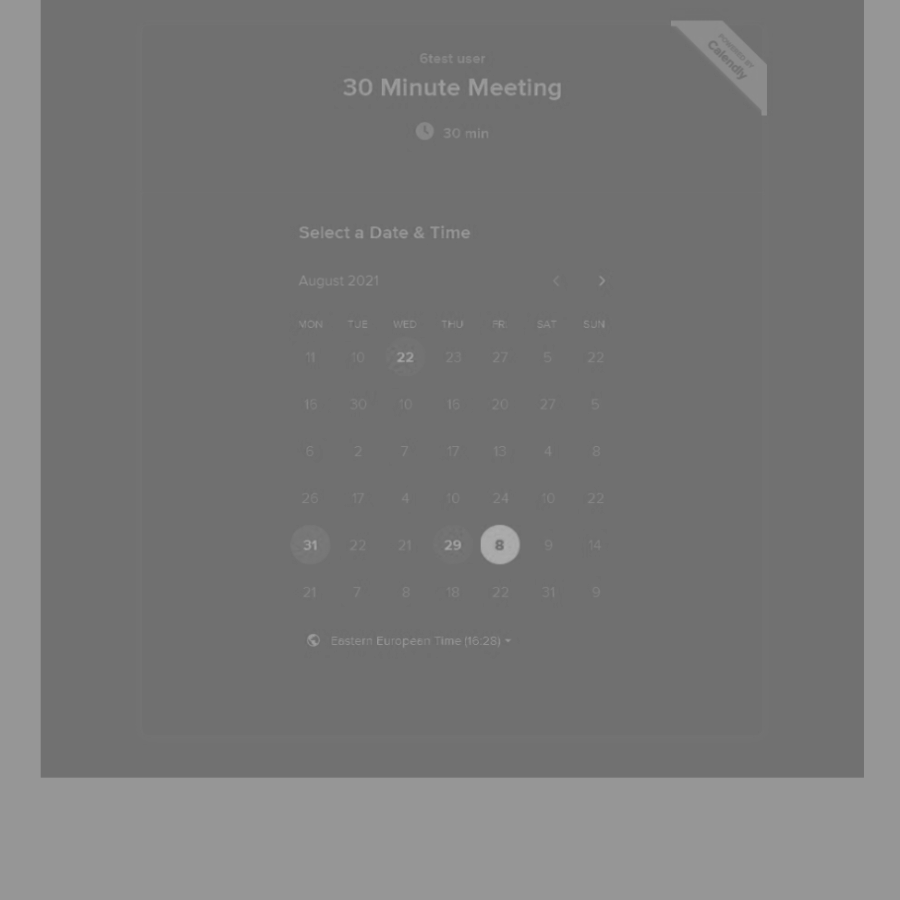 POWERED BY
Calendly
6test user
30 Minute Meeting
30 min
Select a Date & Time
August 2021
MON TUE WED THU FRI SAT SUN
11 10 22 23 27 5 22
16 30 10 15 20 27 5
6 2 7 17 13 4 8
26 17 4 10 24 10 22
31 22 21 29 8 9 14
21 7 8 18 22 31 9
Eastern European Time (16:28)